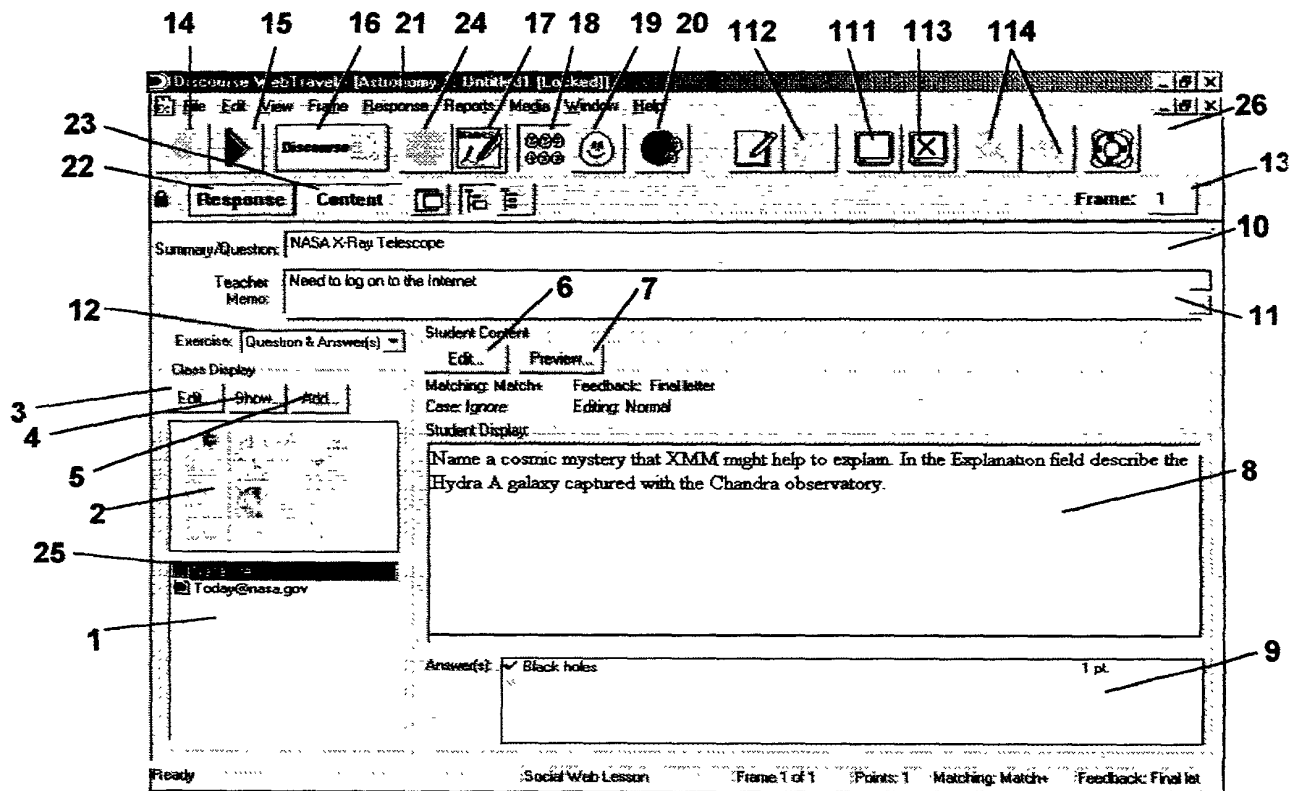 14 15 16 21 24 17 18 19 20 112 111 113 114
Discourse WebTravels [Astronomy - Untitled1 [Locked]]
File Edit View Frame Response Reports Media Window Help
26
23
Discourse
22
13
Response Content Frame: 1
10
Summary/Question: NASA X-Ray Telescope
Teacher Memo: Need to log on to the Internet
6 7
11
12
Exercise: Question & Answer(s)
Student Content
Edit... Preview...
Class Display
Matching: Match+ Feedback: Final letter
3
Edit... Show... Add...
Case: Ignore Editing: Normal
4
Student Display:
5
Name a cosmic mystery that XMM might help to explain. In the Explanation field describe the
Hydra A galaxy captured with the Chandra observatory.
8
2
25
Today@nasa.gov
1
Answer(s): Black holes 1 pt.
9
Ready Social Web Lesson Frame 1 of 1 Points: 1 Matching: Match+ Feedback: Final let